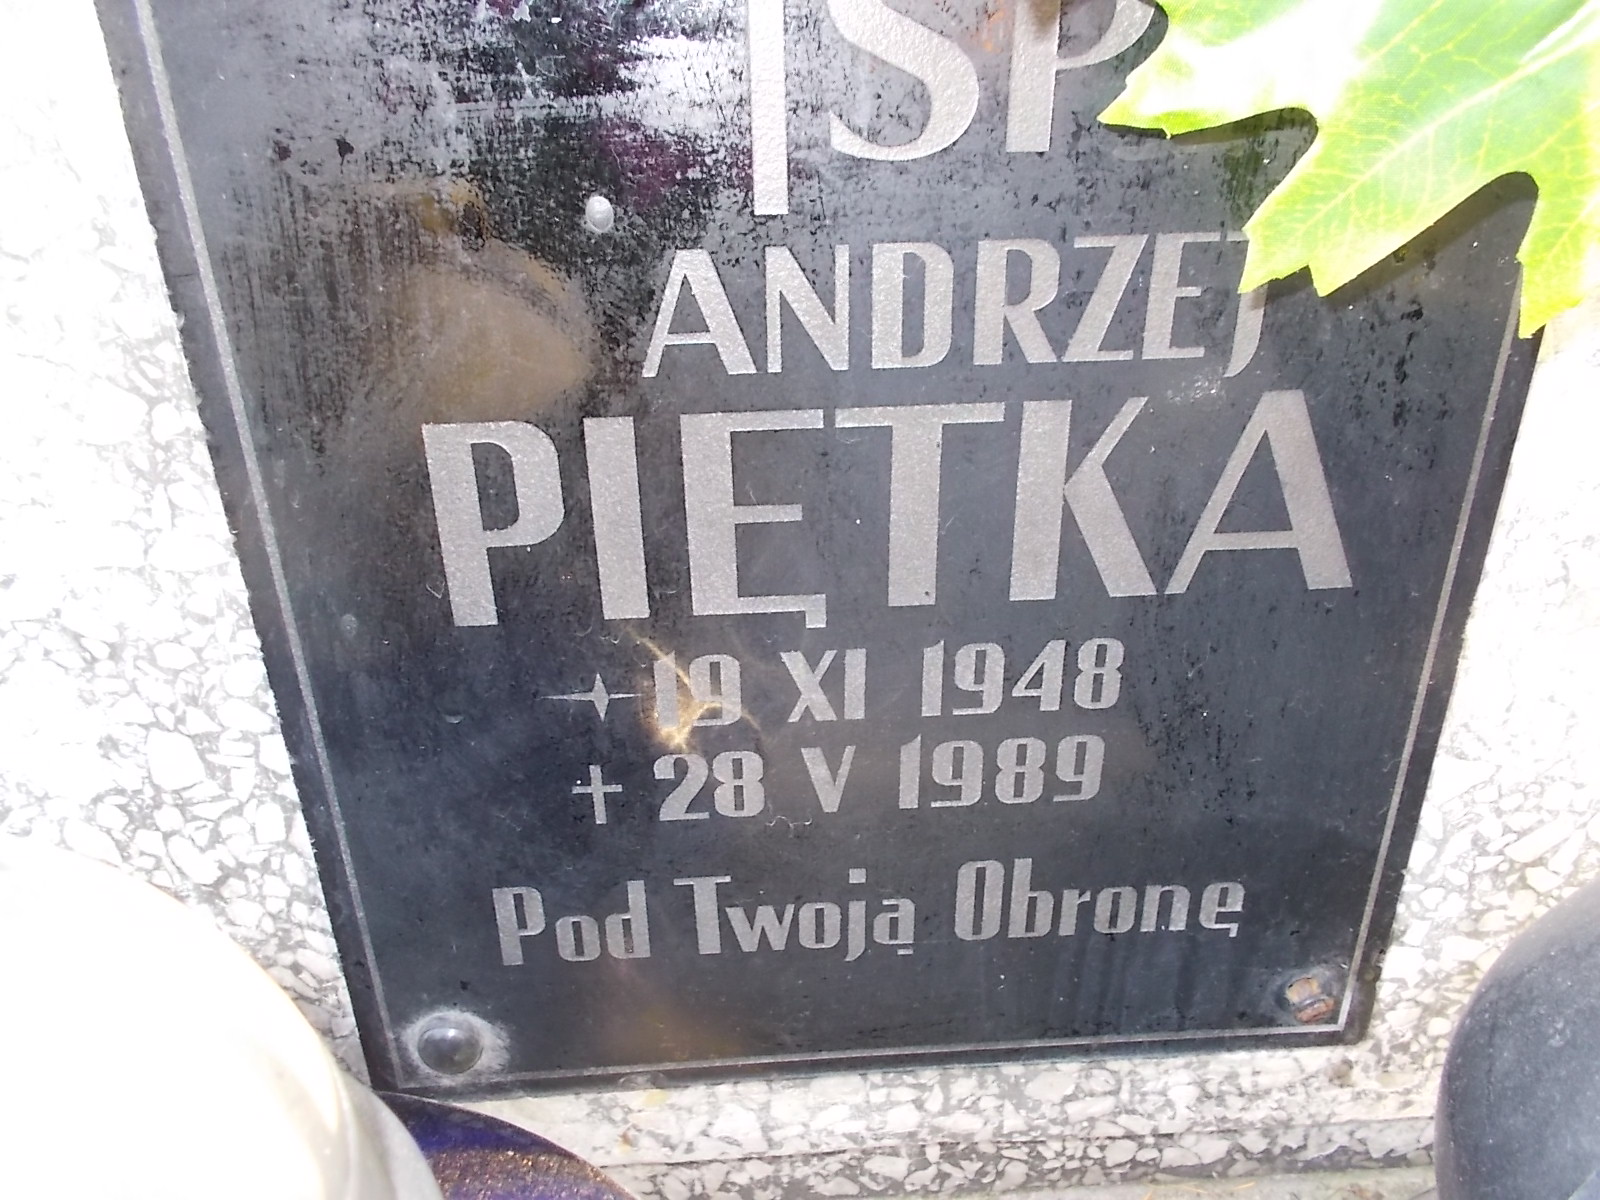 † ŚP
ANDRZEJ
PIĘTKA
19 XI 1948
+ 28 V 1989
Pod Twoją Obronę